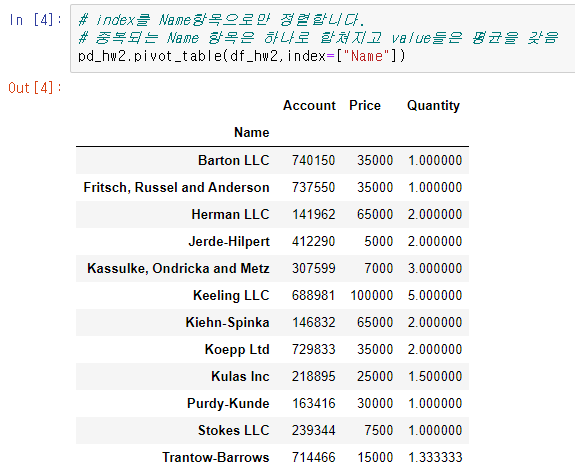 In [4]: # index를 Name항목으로만 정렬합니다.
# 중복되는 Name 항목은 하나로 합쳐지고 value들은 평균을 갖음
pd_hw2.pivot_table(df_hw2,index=["Name"])
Out[4]:
Account Price Quantity
Name
Barton LLC 740150 35000 1.000000
Fritsch, Russel and Anderson 737550 35000 1.000000
Herman LLC 141962 65000 2.000000
Jerde-Hilpert 412290 5000 2.000000
Kassulke, Ondricka and Metz 307599 7000 3.000000
Keeling LLC 688981 100000 5.000000
Kiehn-Spinka 146832 65000 2.000000
Koepp Ltd 729833 35000 2.000000
Kulas Inc 218895 25000 1.500000
Purdy-Kunde 163416 30000 1.000000
Stokes LLC 239344 7500 1.000000
Trantow-Barrows 714466 15000 1.333333